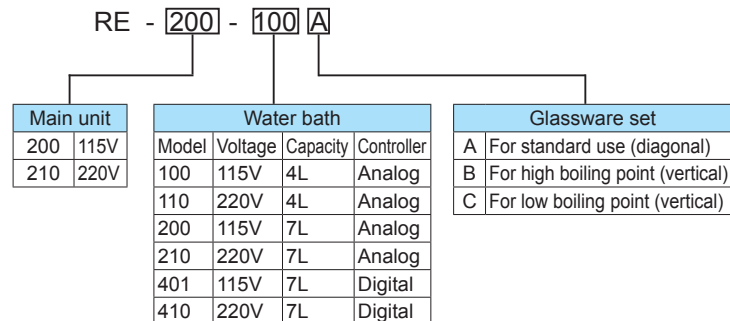 RE - 200 - 100 A
Main unit
200 115V
210 220V
Water bath
Model Voltage Capacity Controller
100 115V 4L Analog
110 220V 4L Analog
200 115V 7L Analog
210 220V 7L Analog
401 115V 7L Digital
410 220V 7L Digital
Glassware set
A For standard use (diagonal)
B For high boiling point (vertical)
C For low boiling point (vertical)